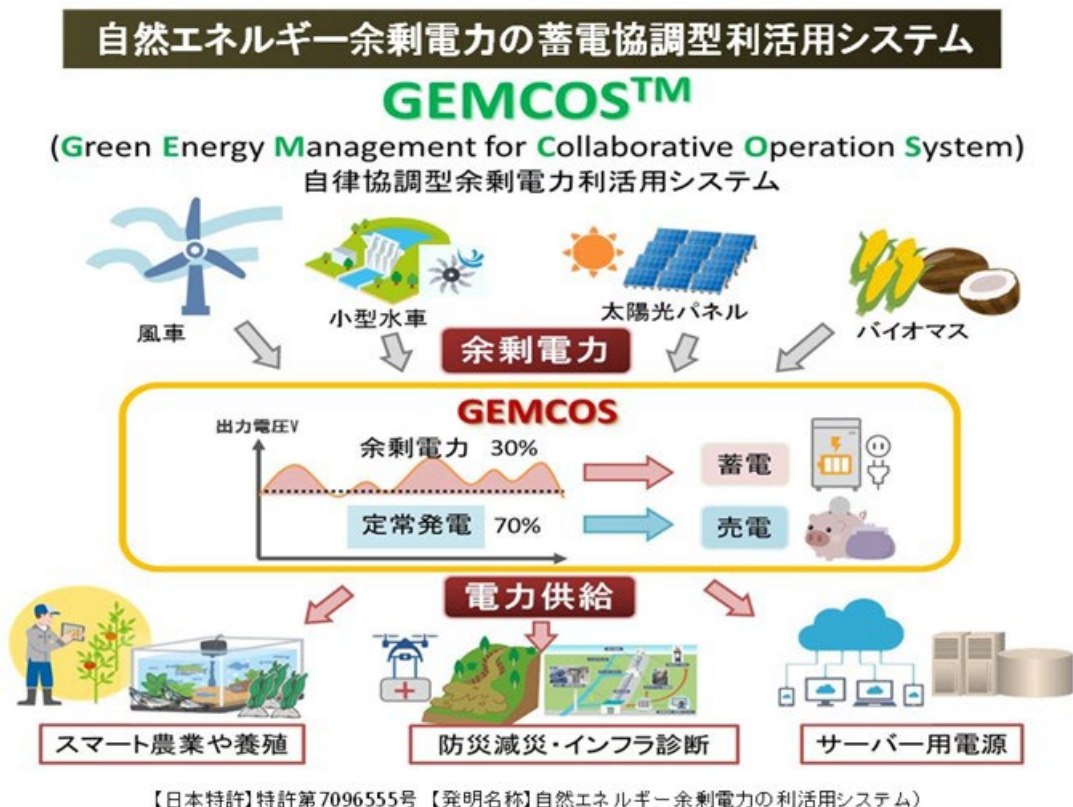 自然エネルギー余剰電力の蓄電協調型利活用システム
GEMCOS™
(Green Energy Management for Collaborative Operation System)
自律協調型余剰電力利活用システム
風車
小型水車
太陽光パネル
バイオマス
余剰電力
GEMCOS
出力電圧V
余剰電力 30%
蓄電
定常発電 70%
売電
電力供給
スマート農業や養殖
防災減災・インフラ診断
サーバー用電源
【日本特許】特許第7096555号 【発明名称】自然エネルギー余剰電力の利活用システム）